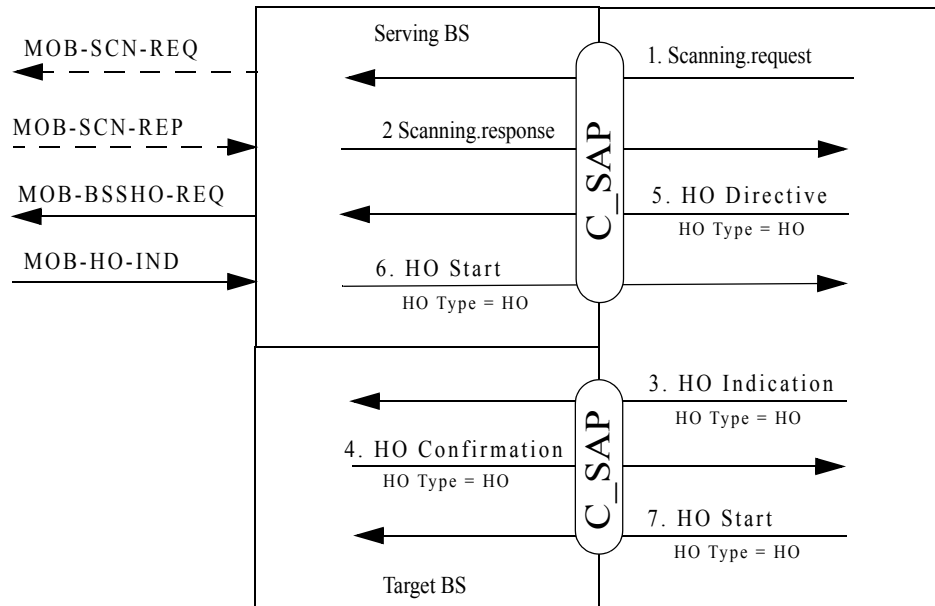 Serving BS
MOB-SCN-REQ
1. Scanning.request
MOB-SCN-REP
2 Scanning.response
C_SAP
MOB-BSSHO-REQ
5. HO Directive
HO Type = HO
MOB-HO-IND
6. HO Start
HO Type = HO
3. HO Indication
HO Type = HO
C_SAP
4. HO Confirmation
HO Type = HO
7. HO Start
HO Type = HO
Target BS